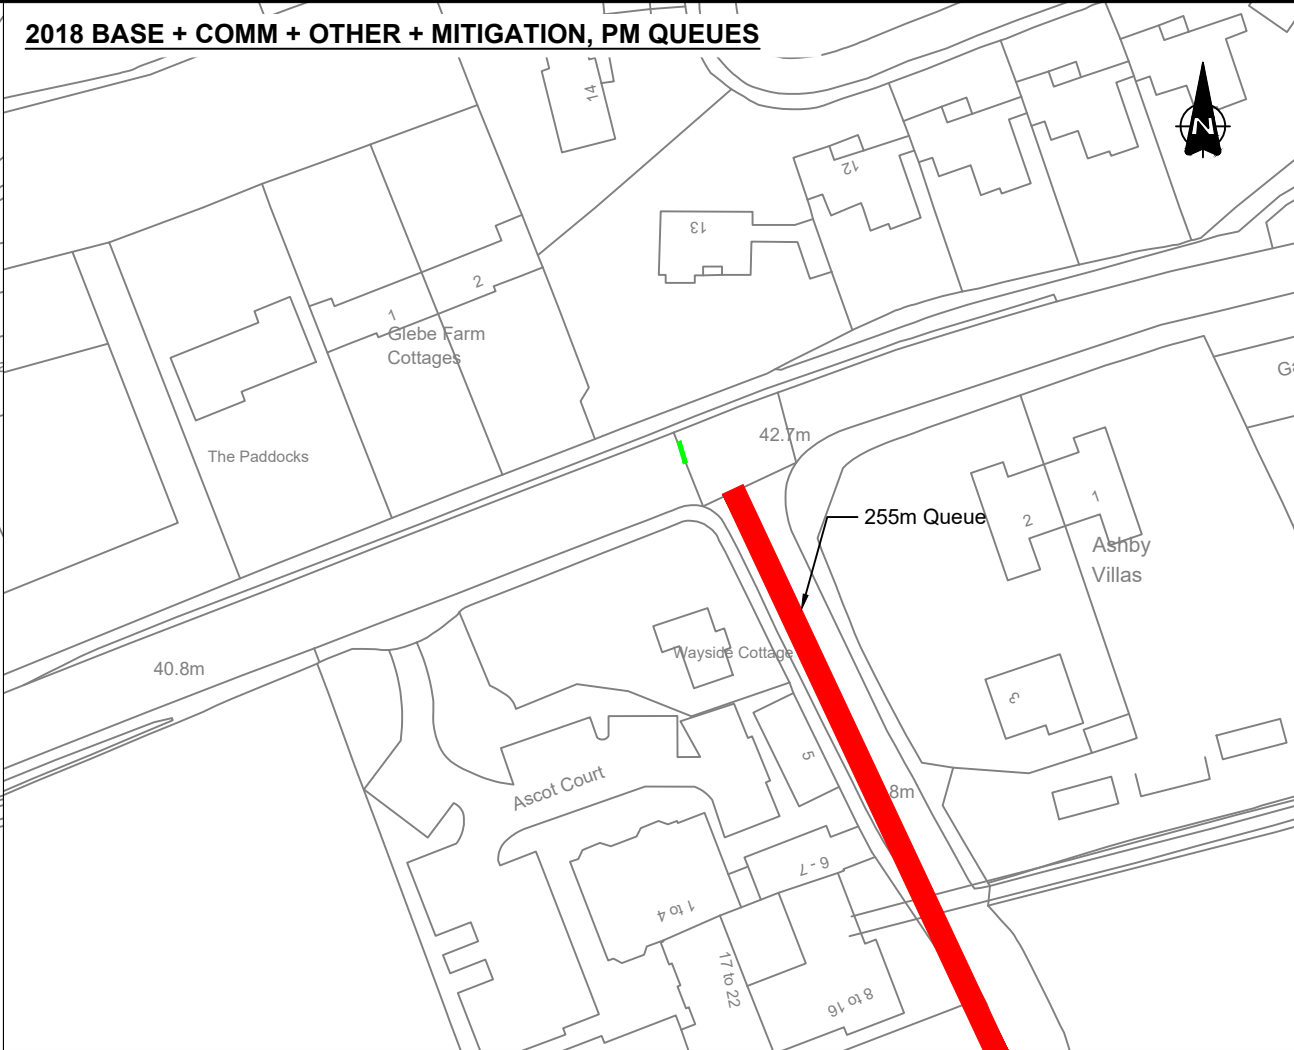 2018 BASE + COMM + OTHER + MITIGATION, PM QUEUES
14
N
12
13
2
1
Glebe Farm
Cottages
42.7m
The Paddocks
255m Queue
1
2
Ashby
Villas
40.8m
Wayside Cottage
3
5
Ascot Court
8m
6 - 7
1 to 4
17 to 22
8 to 16